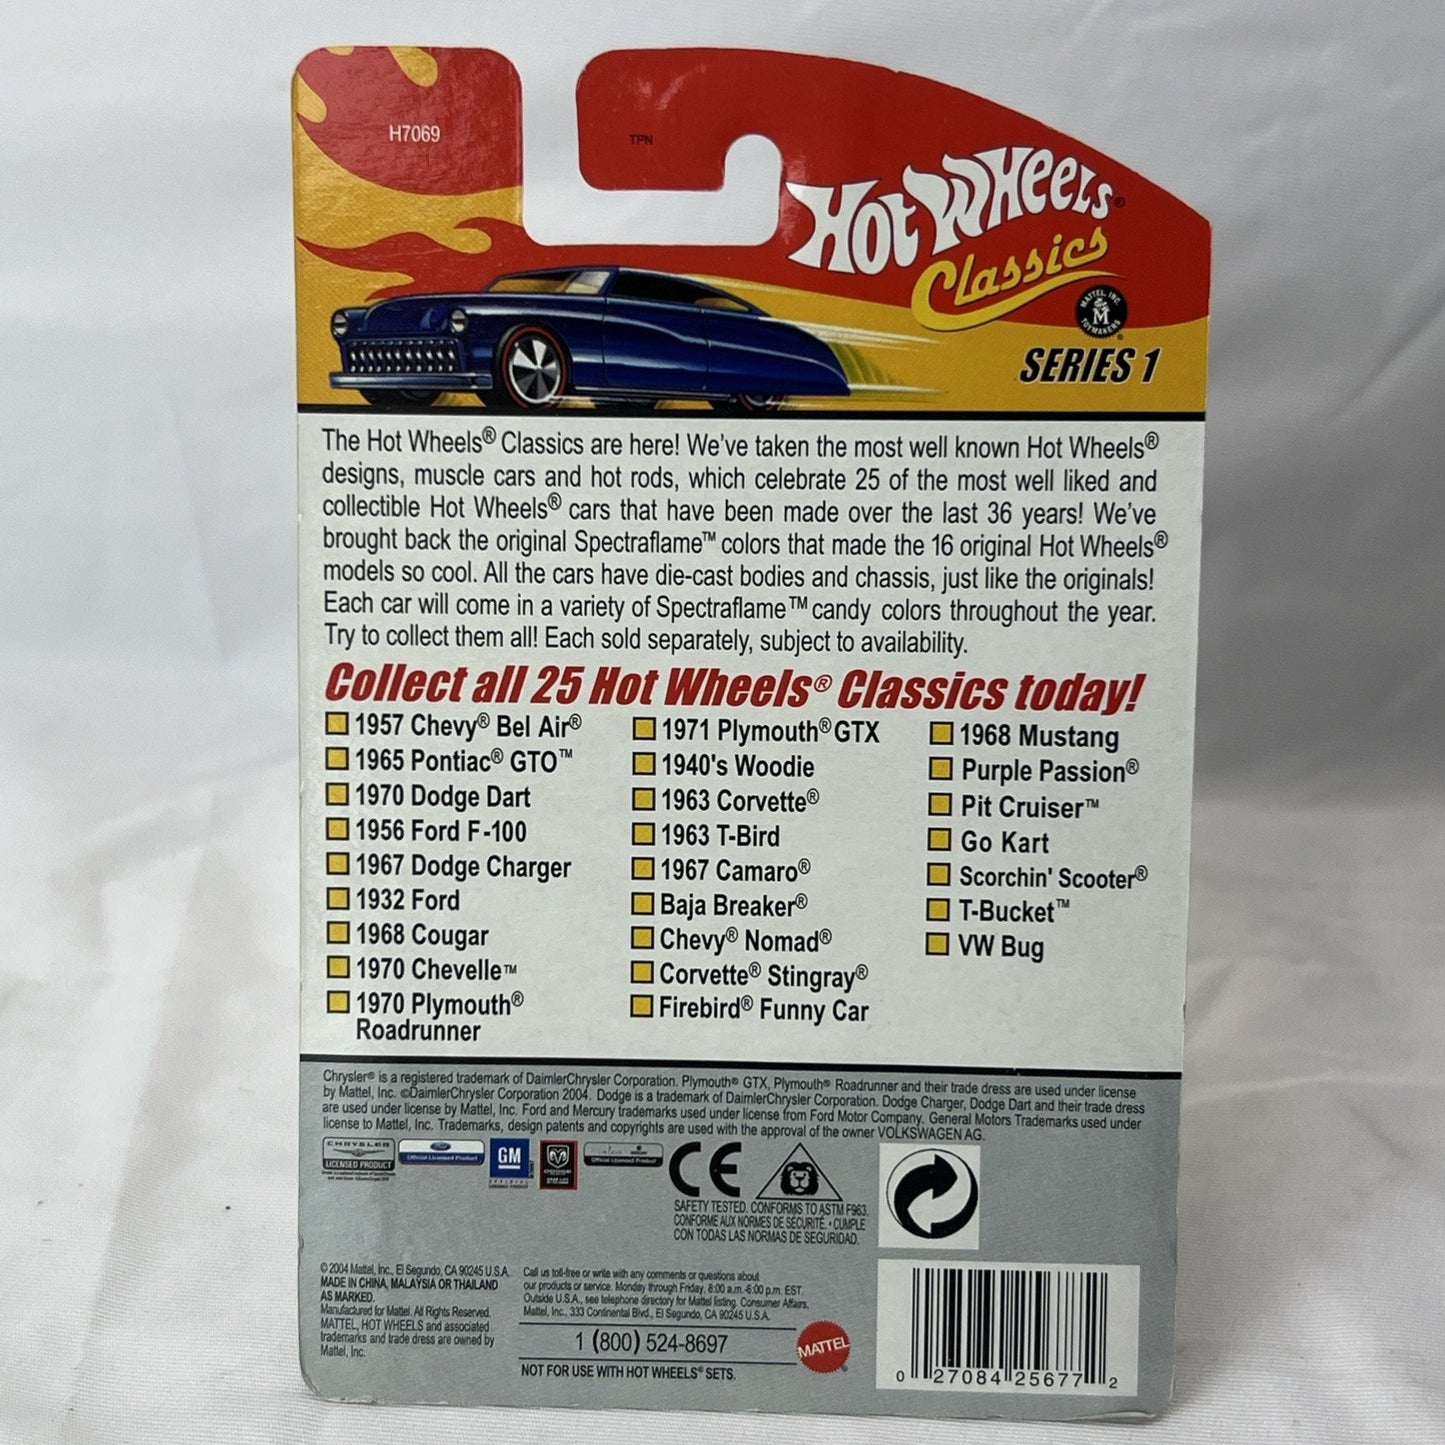 H7069
TPN
Hot Wheels®
Classics
MATTEL, INC.
M
TOYMAKERS
SERIES 1
The Hot Wheels® Classics are here! We've taken the most well known Hot Wheels®
designs, muscle cars and hot rods, which celebrate 25 of the most well liked and
collectible Hot Wheels® cars that have been made over the last 36 years! We've
brought back the original Spectraflame™ colors that made the 16 original Hot Wheels®
models so cool. All the cars have die-cast bodies and chassis, just like the originals!
Each car will come in a variety of Spectraflame™ candy colors throughout the year.
Try to collect them all! Each sold separately, subject to availability.
Collect all 25 Hot Wheels® Classics today!
1957 Chevy® Bel Air®
1965 Pontiac® GTO™
1970 Dodge Dart
1956 Ford F-100
1967 Dodge Charger
1932 Ford
1968 Cougar
1970 Chevelle™
1970 Plymouth®
Roadrunner
1971 Plymouth® GTX
1940's Woodie
1963 Corvette®
1963 T-Bird
1967 Camaro®
Baja Breaker®
Chevy® Nomad®
Corvette® Stingray®
Firebird® Funny Car
1968 Mustang
Purple Passion®
Pit Cruiser™
Go Kart
Scorchin' Scooter®
T-Bucket™
VW Bug
Chrysler® is a registered trademark of DaimlerChrysler Corporation. Plymouth® GTX, Plymouth® Roadrunner and their trade dress are used under license
by Mattel, Inc. ©DaimlerChrysler Corporation 2004. Dodge is a trademark of DaimlerChrysler Corporation. Dodge Charger, Dodge Dart and their trade dress
are used under license by Mattel, Inc. Ford and Mercury trademarks used under license from Ford Motor Company. General Motors Trademarks used under
license to Mattel, Inc. Trademarks, design patents and copyrights are used with the approval of the owner VOLKSWAGEN AG.
CHRYSLER
LICENSED PRODUCT
Ford
Official Licensed Product
GM
OFFICIAL
LICENSED PRODUCT
DODGE
Official Licensed Product
CE
SAFETY TESTED. CONFORMS TO ASTM F963.
CONFORME AUX NORMES DE SÉCURITÉ. • CUMPLE
CON TODAS LAS NORMAS DE SEGURIDAD.
© 2004 Mattel, Inc., El Segundo, CA 90245 U.S.A.
MADE IN CHINA, MALAYSIA OR THAILAND
AS MARKED.
Manufactured for Mattel. All Rights Reserved.
MATTEL, HOT WHEELS and associated
trademarks and trade dress are owned by
Mattel, Inc.
Call us toll-free or write with any comments or questions about
our products or service. Monday through Friday, 8:00 a.m.-6:00 p.m. EST.
Outside U.S.A., see telephone directory for Mattel listing. Consumer Affairs,
Mattel, Inc., 333 Continental Blvd., El Segundo, CA 90245 U.S.A.
1 (800) 524-8697
NOT FOR USE WITH HOT WHEELS® SETS.
MATTEL®
0 27084 25677 2